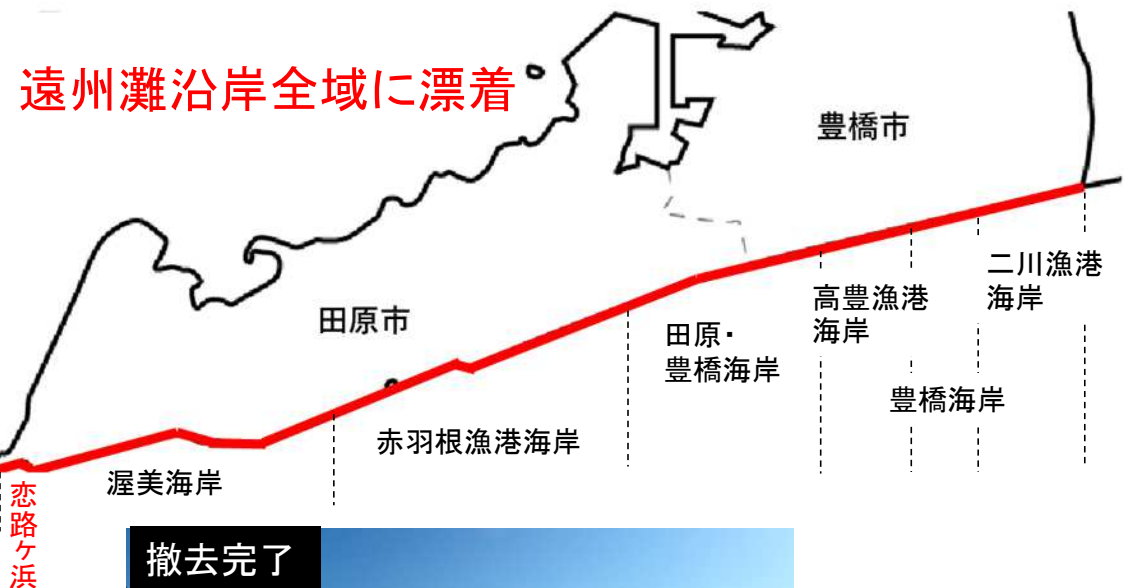 遠州灘沿岸全域に漂着
豊橋市
二川漁港
海岸
高豊漁港
海岸
田原市
田原・
豊橋海岸
豊橋海岸
赤羽根漁港海岸
渥美海岸
恋路ヶ浜
撤去完了